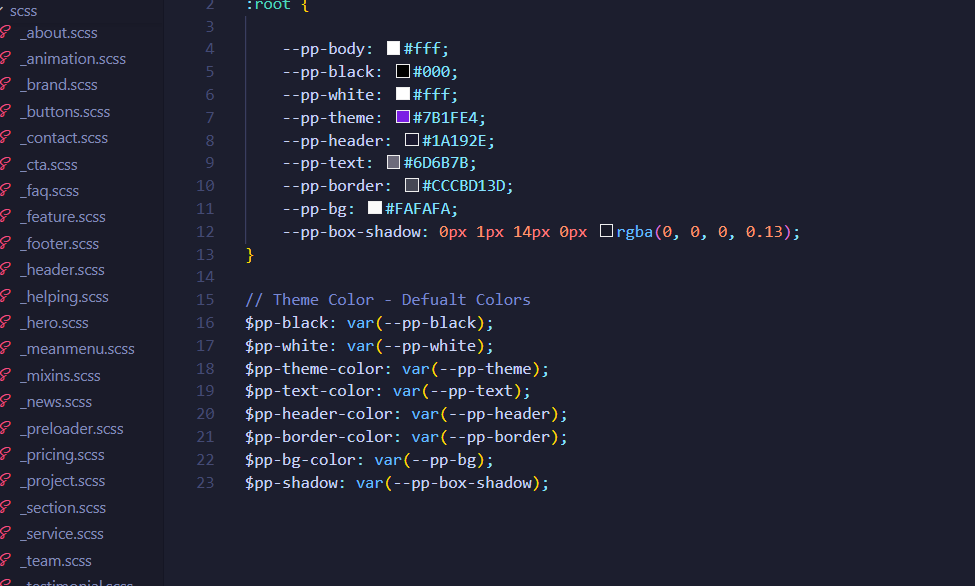 scss
_about.scss
_animation.scss
_brand.scss
_buttons.scss
_contact.scss
_cta.scss
_faq.scss
_feature.scss
_footer.scss
_header.scss
_helping.scss
_hero.scss
_meanmenu.scss
_mixins.scss
_news.scss
_preloader.scss
_pricing.scss
_project.scss
_section.scss
_service.scss
_team.scss
_testimonial.scss
2 :root {
3
4 --pp-body: #fff;
5 --pp-black: #000;
6 --pp-white: #fff;
7 --pp-theme: #7B1FE4;
8 --pp-header: #1A192E;
9 --pp-text: #6D6B7B;
10 --pp-border: #CCCBD13D;
11 --pp-bg: #FAFAFA;
12 --pp-box-shadow: 0px 1px 14px 0px rgba(0, 0, 0, 0.13);
13 }
14
15 // Theme Color - Defualt Colors
16 $pp-black: var(--pp-black);
17 $pp-white: var(--pp-white);
18 $pp-theme-color: var(--pp-theme);
19 $pp-text-color: var(--pp-text);
20 $pp-header-color: var(--pp-header);
21 $pp-border-color: var(--pp-border);
22 $pp-bg-color: var(--pp-bg);
23 $pp-shadow: var(--pp-box-shadow);